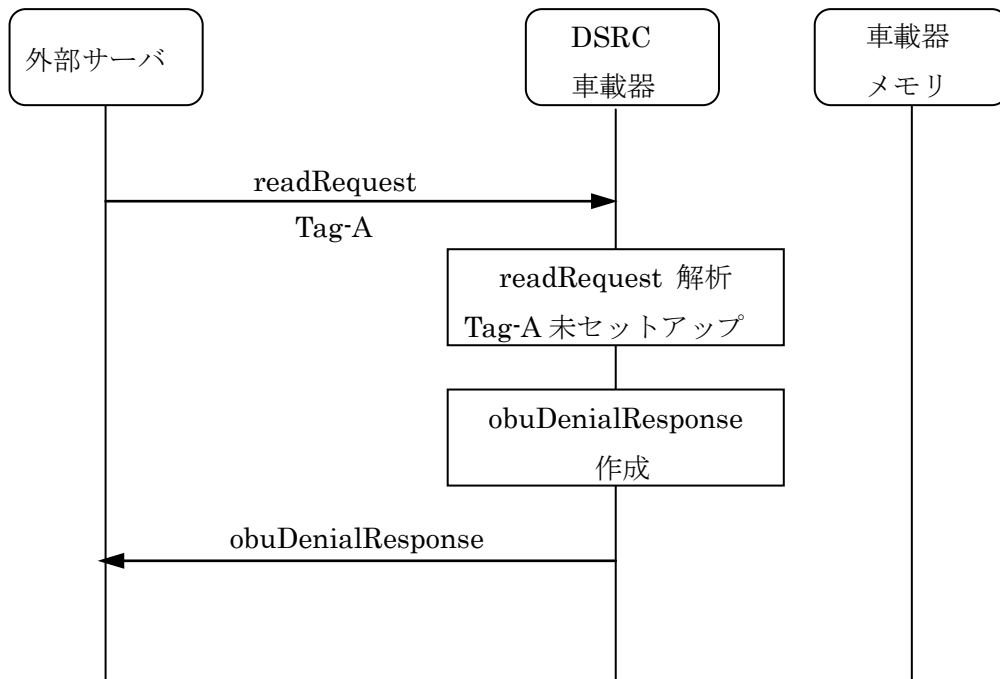 外部サーバ
DSRC
車載器
車載器
メモリ
readRequest
Tag-A
readRequest 解析
Tag-A 未セットアップ
obuDenialResponse
作成
obuDenialResponse